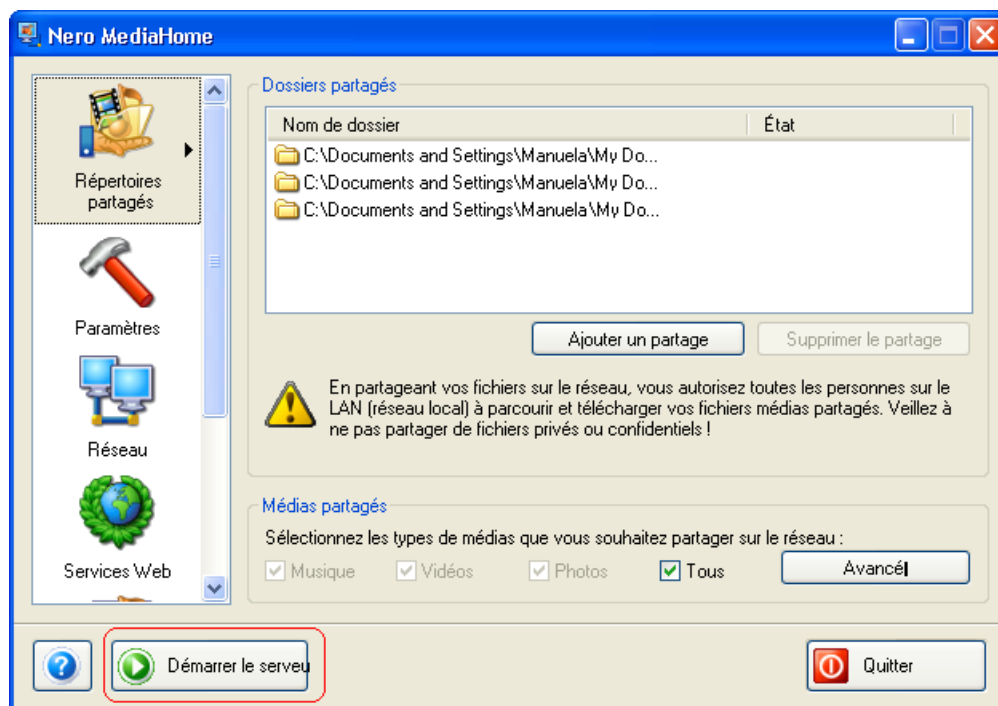 Nero MediaHome
Répertoires
partagés
Paramètres
Réseau
Services Web
Dossiers partagés
Nom de dossier État
C:\Documents and Settings\Manuela\My Do...
C:\Documents and Settings\Manuela\My Do...
C:\Documents and Settings\Manuela\My Do...
Ajouter un partage Supprimer le partage
En partageant vos fichiers sur le réseau, vous autorisez toutes les personnes sur le
LAN (réseau local) à parcourir et télécharger vos fichiers médias partagés. Veillez à
ne pas partager de fichiers privés ou confidentiels !
Médias partagés
Sélectionnez les types de médias que vous souhaitez partager sur le réseau :
Musique Vidéos Photos Tous Avancé
Démarrer le serveu Quitter